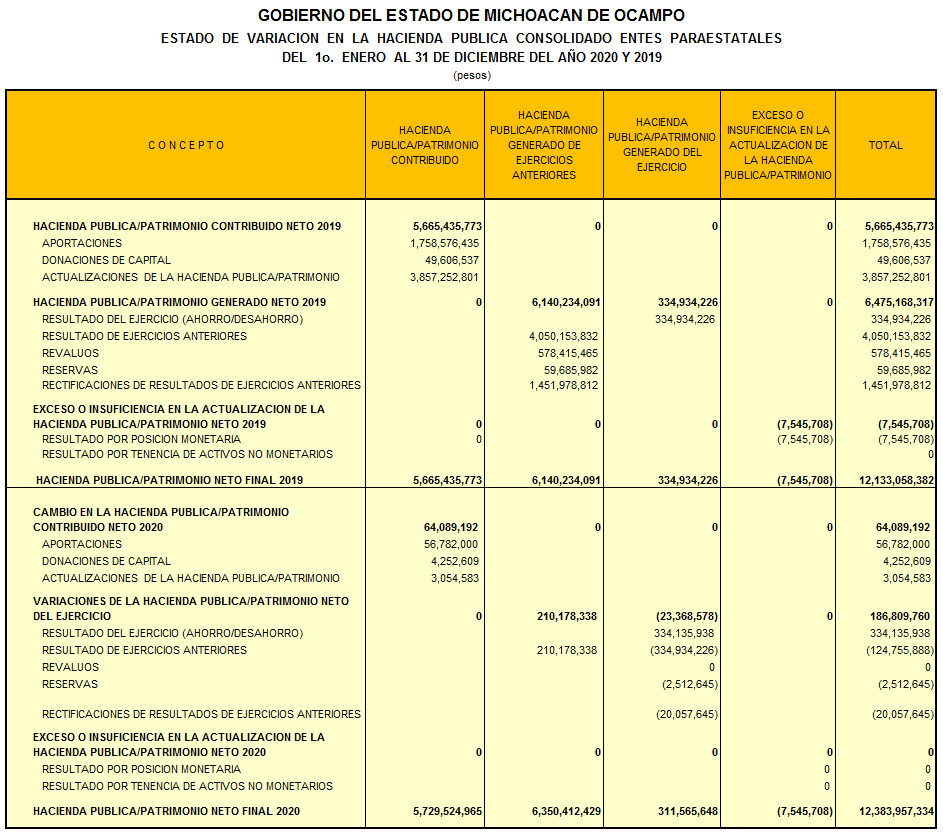 GOBIERNO DEL ESTADO DE MICHOACAN DE OCAMPO
ESTADO DE VARIACION EN LA HACIENDA PUBLICA CONSOLIDADO ENTES PARAESTATALES
DEL 1o. ENERO AL 31 DE DICIEMBRE DEL AÑO 2020 Y 2019
(pesos)
C O N C E P T O
HACIENDA
PUBLICA/PATRIMONIO
CONTRIBUIDO
HACIENDA
PUBLICA/PATRIMONIO
GENERADO DE
EJERCICIOS
ANTERIORES
HACIENDA
PUBLICA/PATRIMONIO
GENERADO DEL
EJERCICIO
EXCESO O
INSUFICIENCIA EN LA
ACTUALIZACION DE
LA HACIENDA
PUBLICA/PATRIMONIO
TOTAL
HACIENDA PUBLICA/PATRIMONIO CONTRIBUIDO NETO 2019 5,665,435,773 0 0 0 5,665,435,773
APORTACIONES 1,758,576,435 1,758,576,435
DONACIONES DE CAPITAL 49,606,537 49,606,537
ACTUALIZACIONES DE LA HACIENDA PUBLICA/PATRIMONIO 3,857,252,801 3,857,252,801
HACIENDA PUBLICA/PATRIMONIO GENERADO NETO 2019 0 6,140,234,091 334,934,226 0 6,475,168,317
RESULTADO DEL EJERCICIO (AHORRO/DESAHORRO) 334,934,226 334,934,226
RESULTADO DE EJERCICIOS ANTERIORES 4,050,153,832 4,050,153,832
REVALUOS 578,415,465 578,415,465
RESERVAS 59,685,982 59,685,982
RECTIFICACIONES DE RESULTADOS DE EJERCICIOS ANTERIORES 1,451,978,812 1,451,978,812
EXCESO O INSUFICIENCIA EN LA ACTUALIZACION DE LA
HACIENDA PUBLICA/PATRIMONIO NETO 2019 0 0 0 (7,545,708) (7,545,708)
RESULTADO POR POSICION MONETARIA 0 (7,545,708) (7,545,708)
RESULTADO POR TENENCIA DE ACTIVOS NO MONETARIOS 0
HACIENDA PUBLICA/PATRIMONIO NETO FINAL 2019 5,665,435,773 6,140,234,091 334,934,226 (7,545,708) 12,133,058,382
CAMBIO EN LA HACIENDA PUBLICA/PATRIMONIO
CONTRIBUIDO NETO 2020 64,089,192 0 0 0 64,089,192
APORTACIONES 56,782,000 56,782,000
DONACIONES DE CAPITAL 4,252,609 4,252,609
ACTUALIZACIONES DE LA HACIENDA PUBLICA/PATRIMONIO 3,054,583 3,054,583
VARIACIONES DE LA HACIENDA PUBLICA/PATRIMONIO NETO
DEL EJERCICIO 0 210,178,338 (23,368,578) 0 186,809,760
RESULTADO DEL EJERCICIO (AHORRO/DESAHORRO) 334,135,938 334,135,938
RESULTADO DE EJERCICIOS ANTERIORES 210,178,338 (334,934,226) (124,755,888)
REVALUOS 0 0
RESERVAS (2,512,645) (2,512,645)
RECTIFICACIONES DE RESULTADOS DE EJERCICIOS ANTERIORES (20,057,645) (20,057,645)
EXCESO O INSUFICIENCIA EN LA ACTUALIZACION DE LA
HACIENDA PUBLICA/PATRIMONIO NETO 2020 0 0 0 0 0
RESULTADO POR POSICION MONETARIA 0 0
RESULTADO POR TENENCIA DE ACTIVOS NO MONETARIOS 0 0
HACIENDA PUBLICA/PATRIMONIO NETO FINAL 2020 5,729,524,965 6,350,412,429 311,565,648 (7,545,708) 12,383,957,334